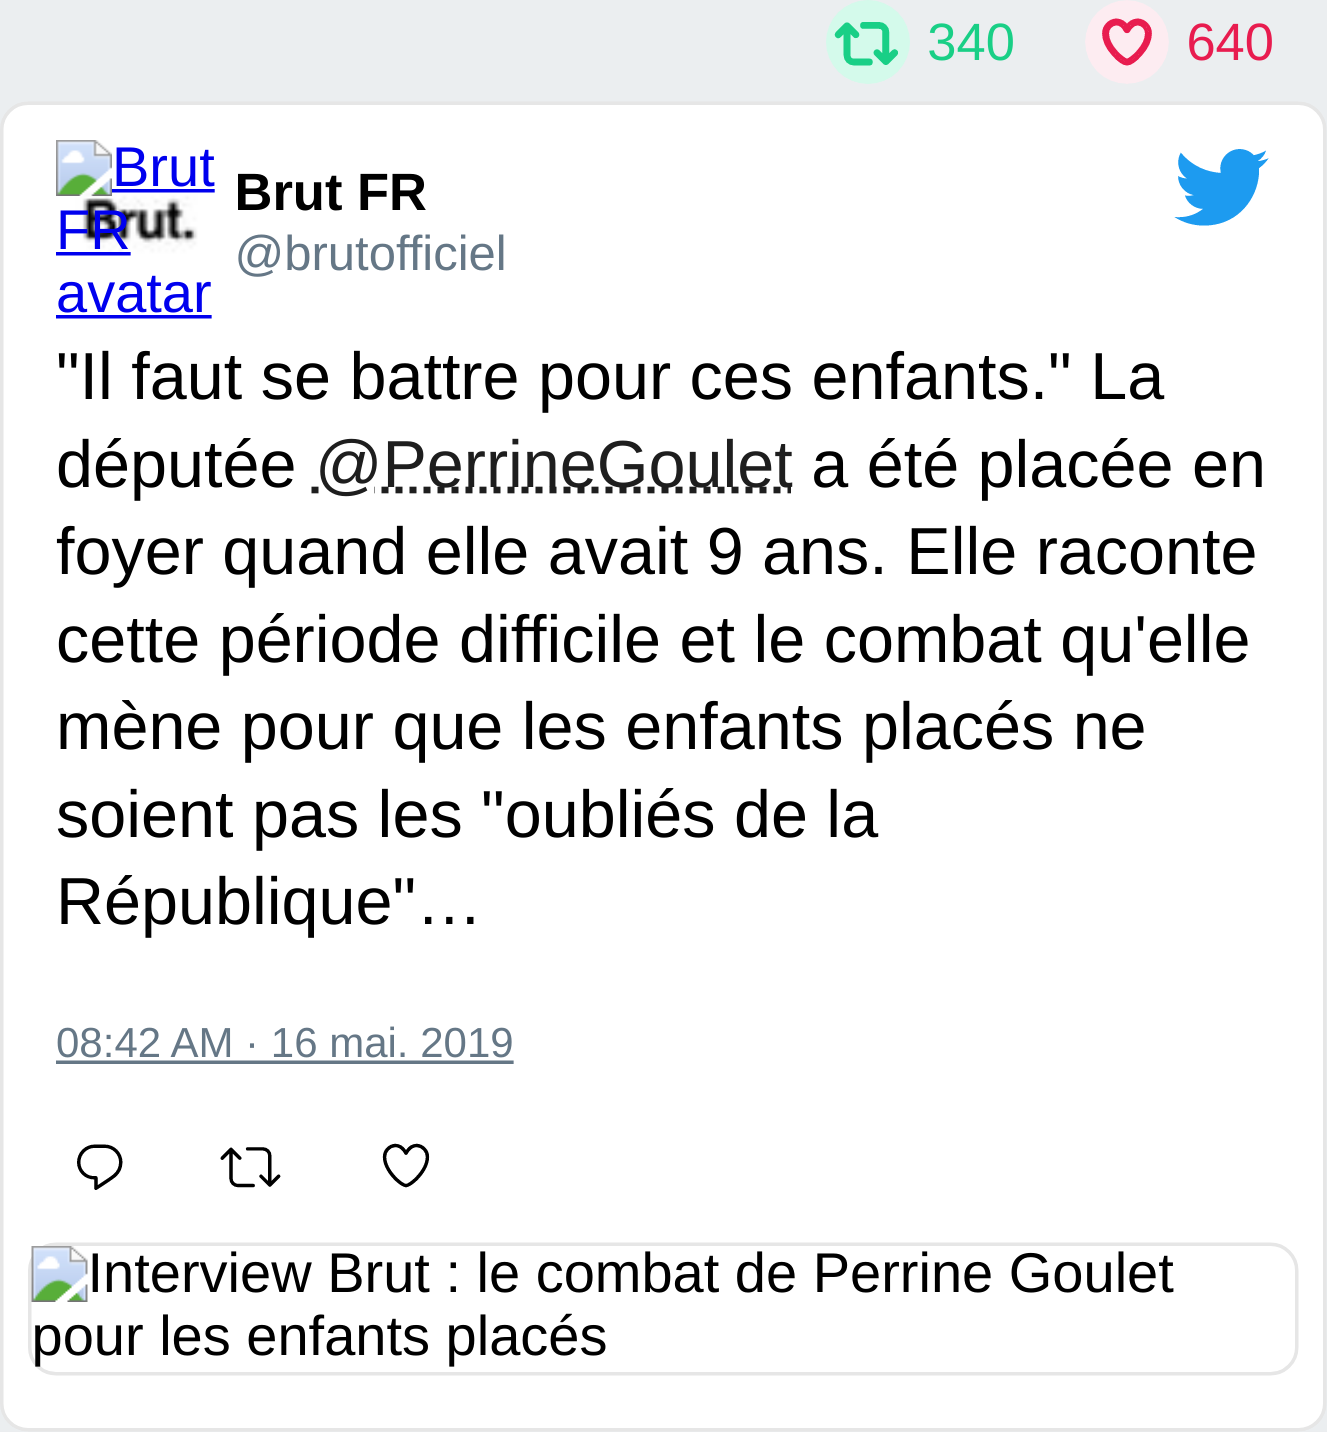 340 640
Brut
FR
avatar
Brut.
Brut FR
@brutofficiel
"Il faut se battre pour ces enfants." La
députée @PerrineGoulet a été placée en
foyer quand elle avait 9 ans. Elle raconte
cette période difficile et le combat qu'elle
mène pour que les enfants placés ne
soient pas les "oubliés de la
République"…
08:42 AM · 16 mai. 2019
Interview Brut : le combat de Perrine Goulet
pour les enfants placés